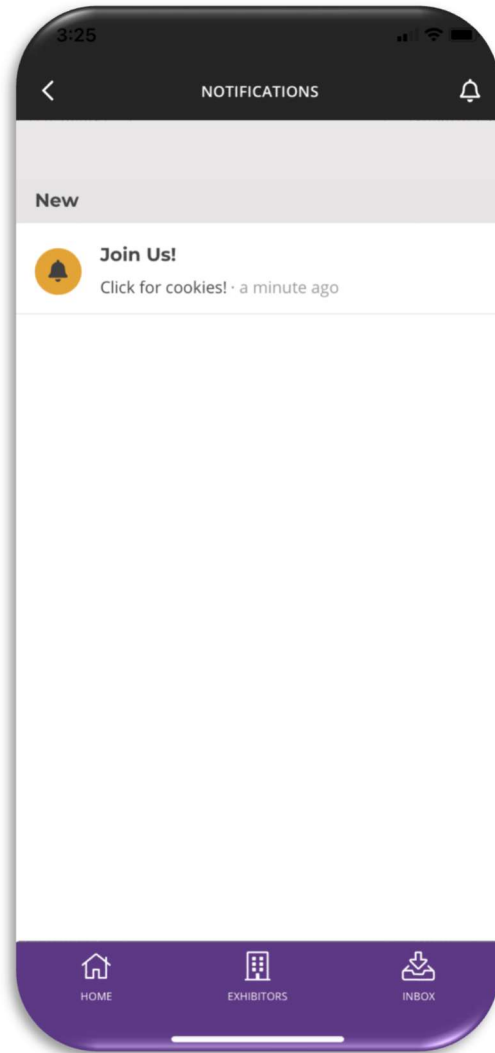 3:25
NOTIFICATIONS
New
Join Us!
Click for cookies! · a minute ago
HOME EXHIBITORS INBOX